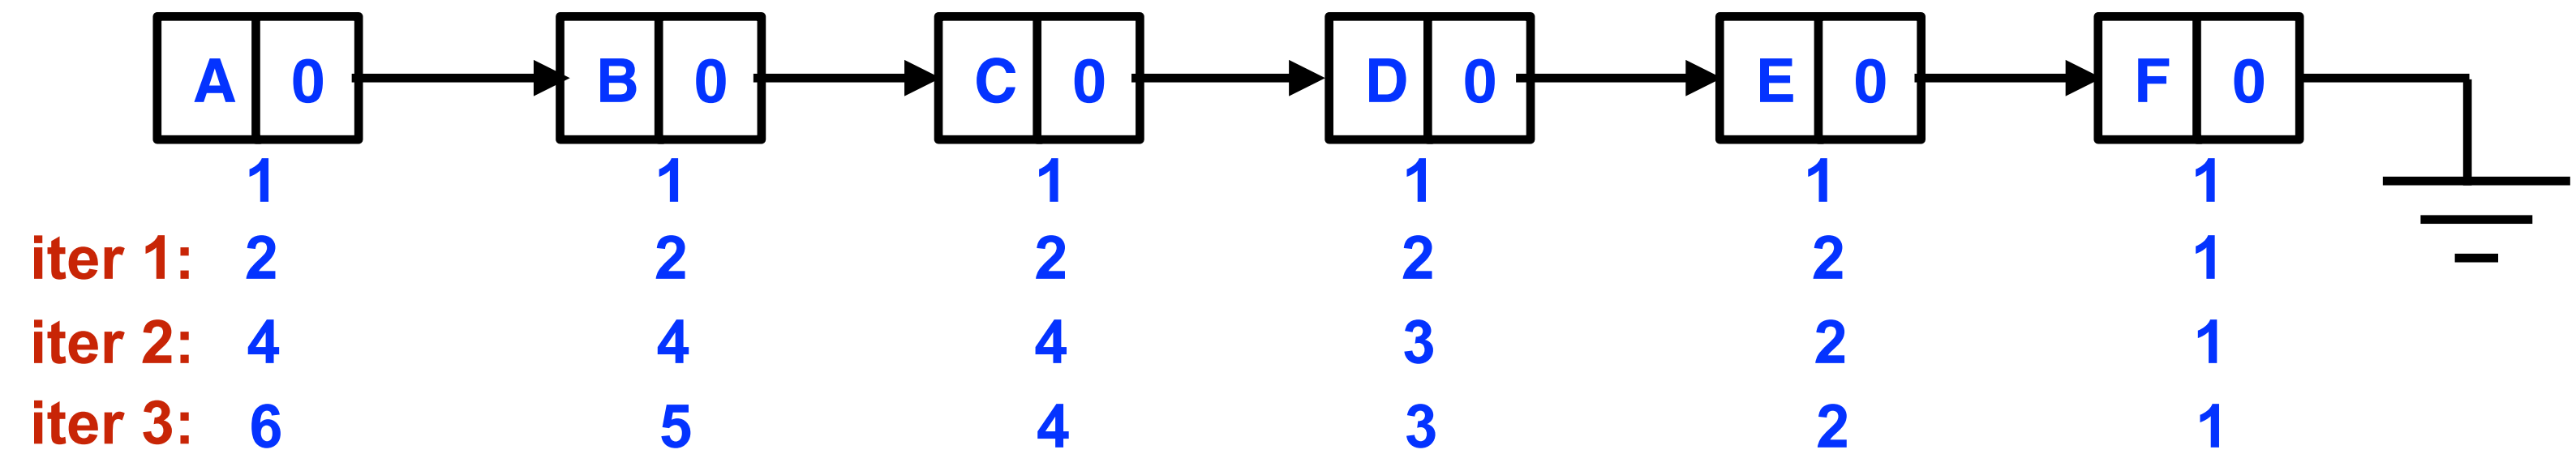 A 0 B 0 C 0 D 0 E 0 F 0
1 1 1 1 1 1
iter 1: 2 2 2 2 2 1
iter 2: 4 4 4 3 2 1
iter 3: 6 5 4 3 2 1